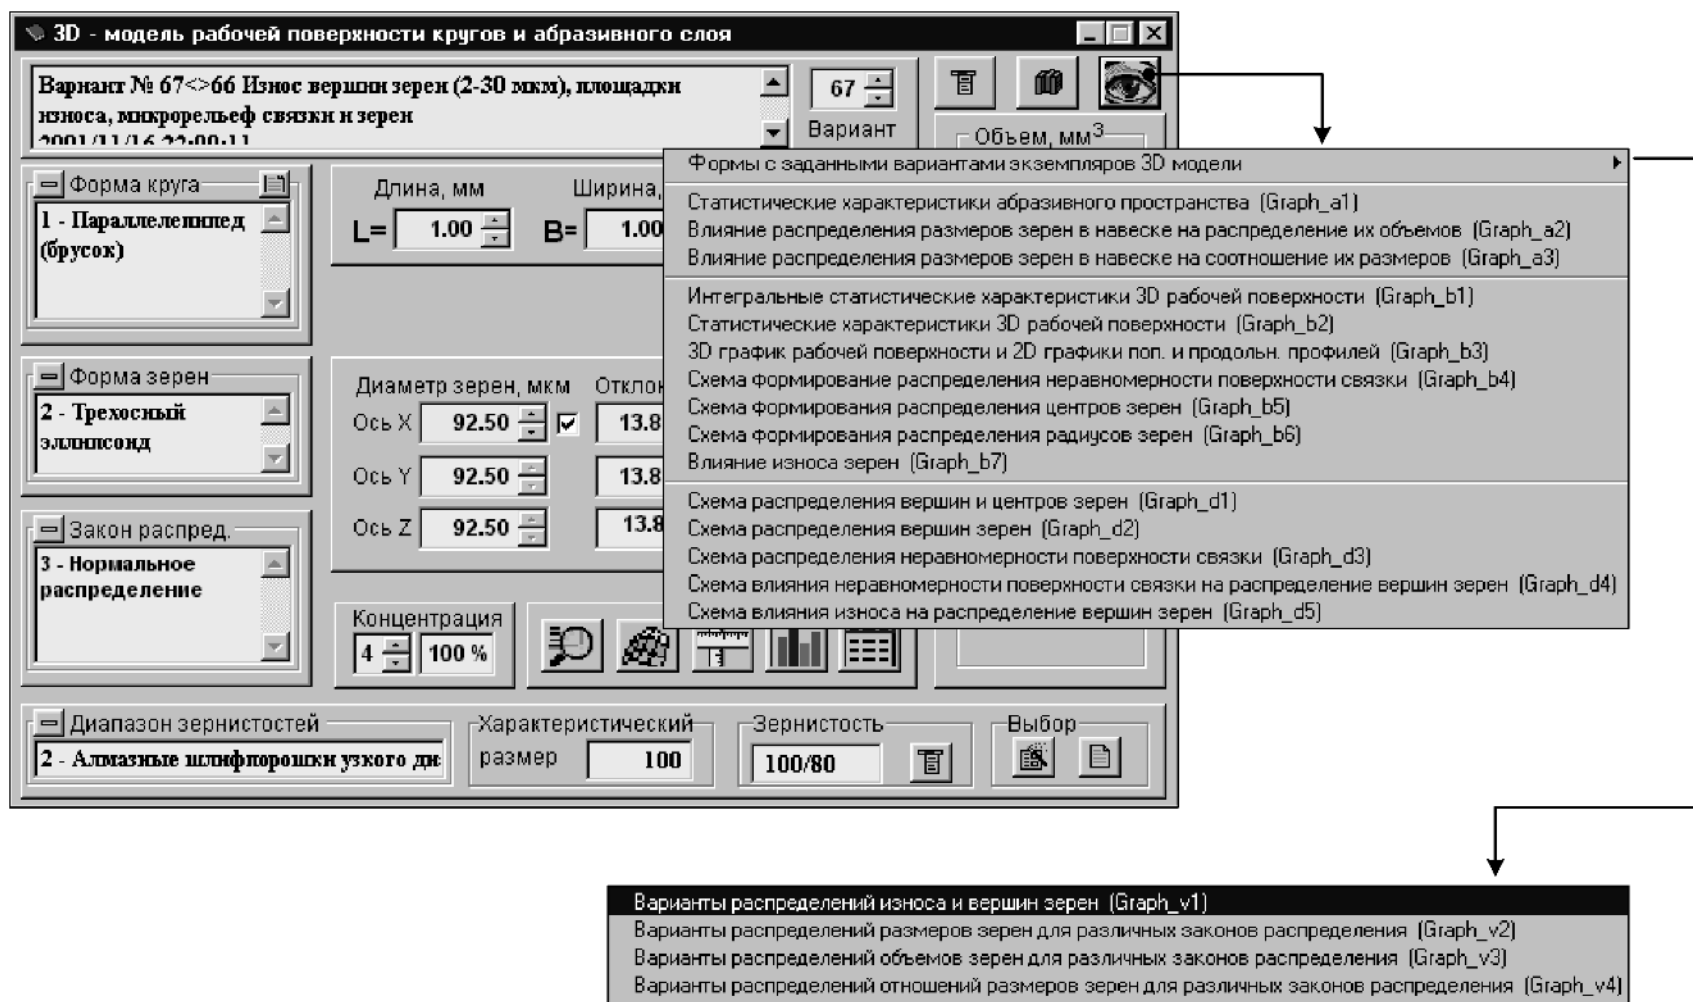 3D - модель рабочей поверхности кругов и абразивного слоя
Вариант № 67<>66 Износ вершин зерен (2-30 мкм), площадки
износа, микрорельеф связки и зерен
2001/11/16 22:00:11
67
Вариант
Объем, мм3
Форма круга
1 - Параллелепипед
(брусок)
Длина, мм
L= 1.00
Ширина,
B= 1.00
Форма зерен
2 - Трехосный
эллипсоид
Диаметр зерен, мкм Отклон
Ось X 92.50 13.8
Ось Y 92.50 13.8
Ось Z 92.50 13.8
Закон распред.
3 - Нормальное
распределение
Концентрация
4 100 %
Формы с заданными вариантами экземпляров 3D модели
Статистические характеристики абразивного пространства (Graph_a1)
Влияние распределения размеров зерен в навеске на распределение их объемов (Graph_a2)
Влияние распределения размеров зерен в навеске на соотношение их размеров (Graph_a3)
Интегральные статистические характеристики 3D рабочей поверхности (Graph_b1)
Статистические характеристики 3D рабочей поверхности (Graph_b2)
3D график рабочей поверхности и 2D графики поп. и продольн. профилей (Graph_b3)
Схема формирование распределения неравномерности поверхности связки (Graph_b4)
Схема формирования распределения центров зерен (Graph_b5)
Схема формирования распределения радиусов зерен (Graph_b6)
Влияние износа зерен (Graph_b7)
Схема распределения вершин и центров зерен (Graph_d1)
Схема распределения вершин зерен (Graph_d2)
Схема распределения неравномерности поверхности связки (Graph_d3)
Схема влияния неравномерности поверхности связки на распределение вершин зерен (Graph_d4)
Схема влияния износа на распределение вершин зерен (Graph_d5)
Диапазон зернистостей
2 - Алмазные шлифпорошки узкого ди
Характеристический
размер 100
Зернистость
100/80
Выбор
Варианты распределений износа и вершин зерен (Graph_v1)
Варианты распределений размеров зерен для различных законов распределения (Graph_v2)
Варианты распределений объемов зерен для различных законов распределения (Graph_v3)
Варианты распределений отношений размеров зерен для различных законов распределения (Graph_v4)